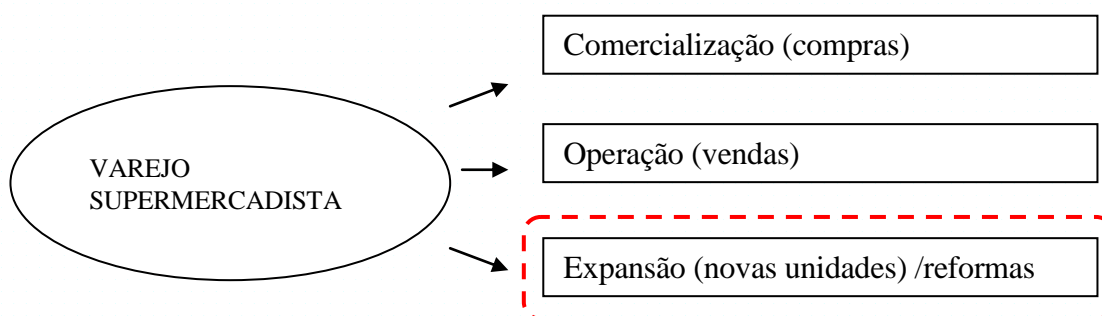 Comercialização (compras)
VAREJO
SUPERMERCADISTA
Operação (vendas)
Expansão (novas unidades) /reformas